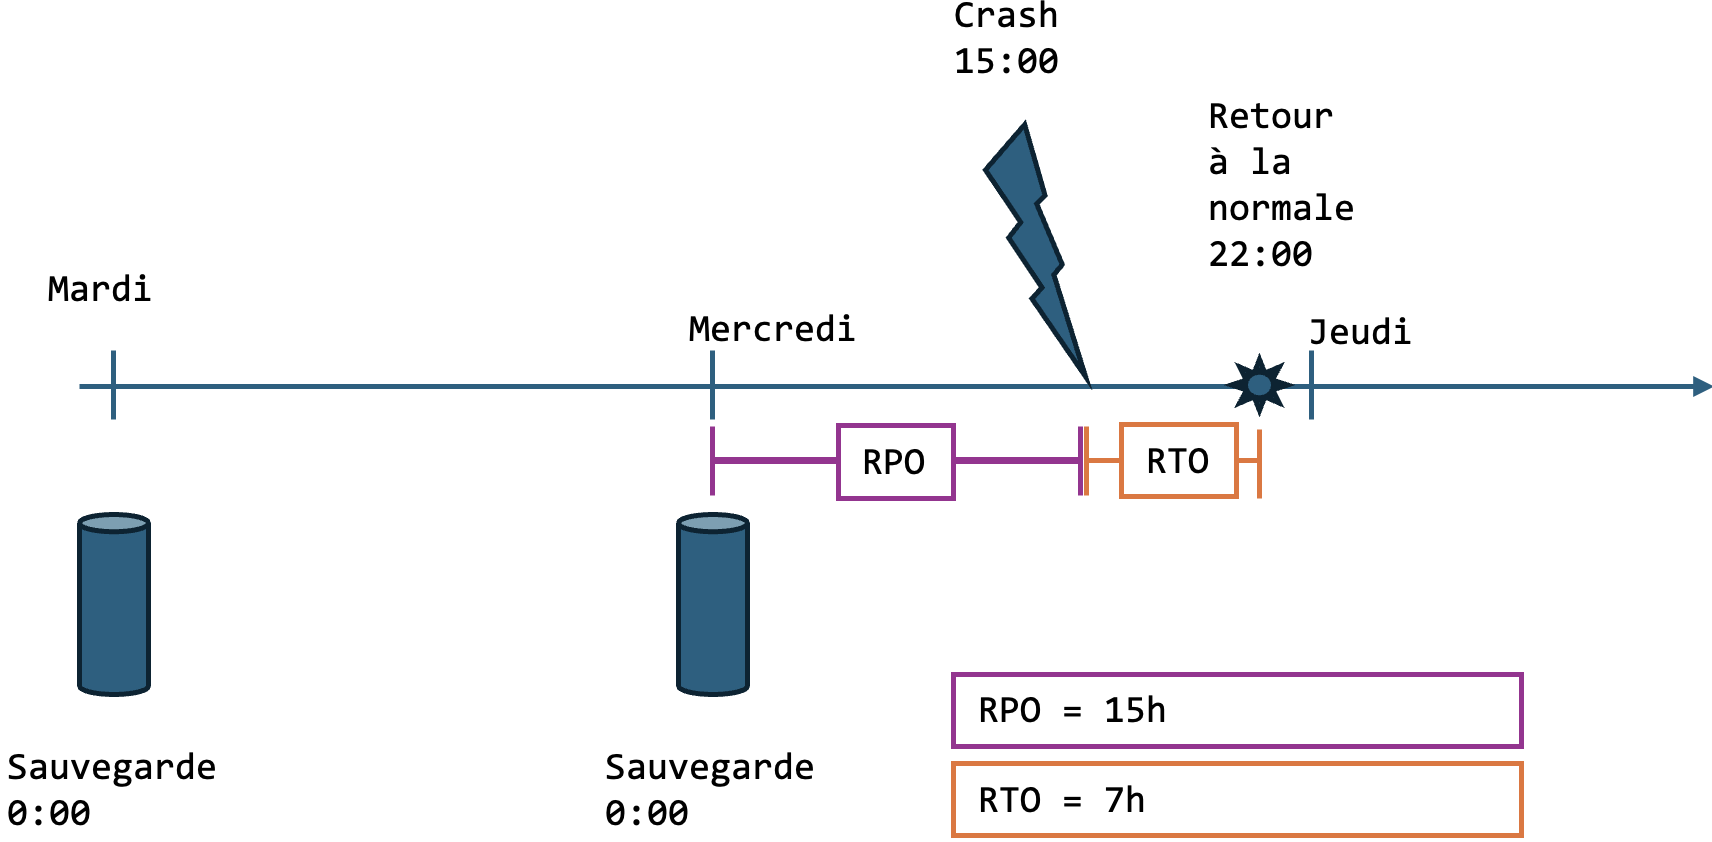 Crash
15:00
Retour
à la
normale
22:00
Mardi
Mercredi
Jeudi
RPO
RTO
Sauvegarde
0:00
Sauvegarde
0:00
RPO = 15h
RTO = 7h